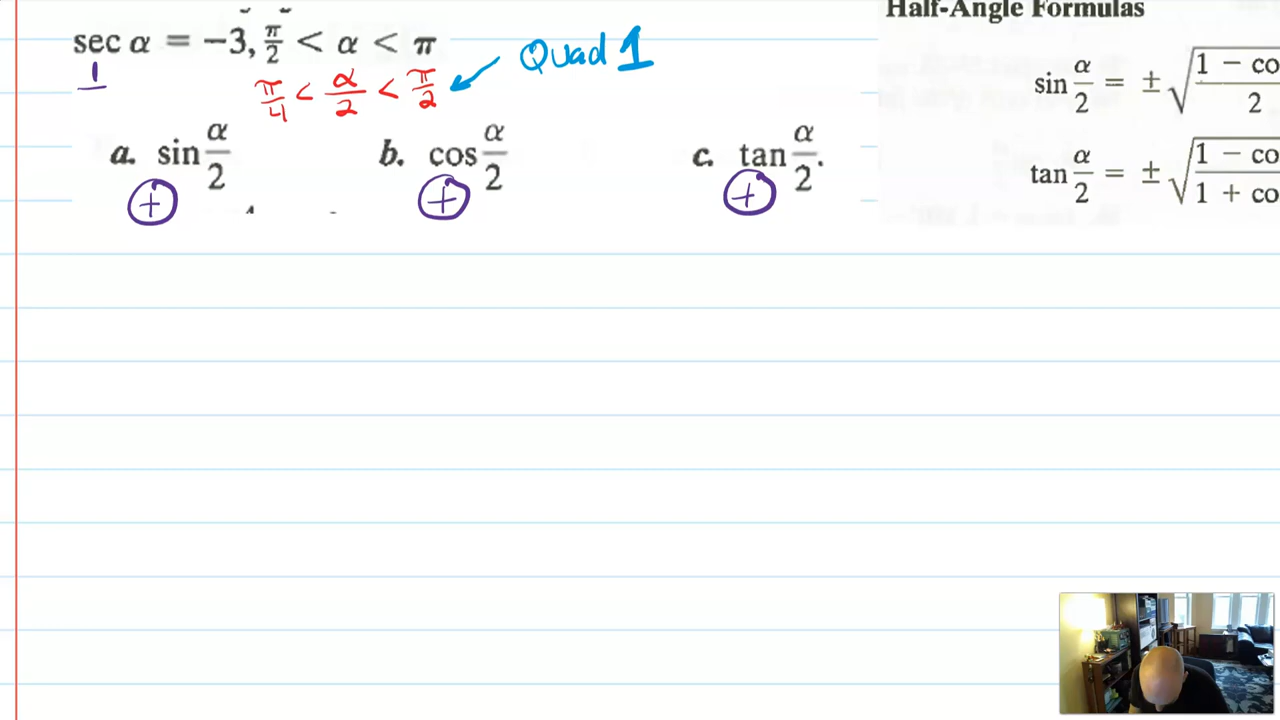 Half-Angle Formulas
sec α = −3, π/2 < α < π
Quad 1
1
π/4 < α/2 < π/2
sin α/2 = ± √(1 − co / 2
a. sin α/2
b. cos α/2
c. tan α/2.
tan α/2 = ± √(1 − co / 1 + co
+
+
+